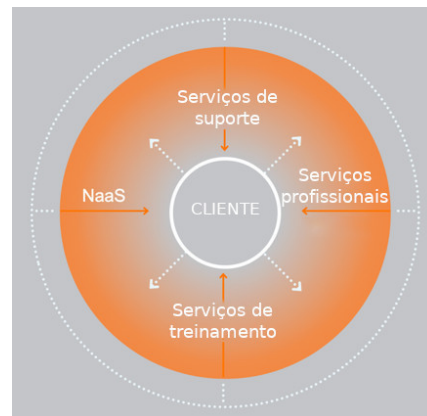 Serviços de
suporte
NaaS
CLIENTE
Serviços
profissionais
Serviços de
treinamento